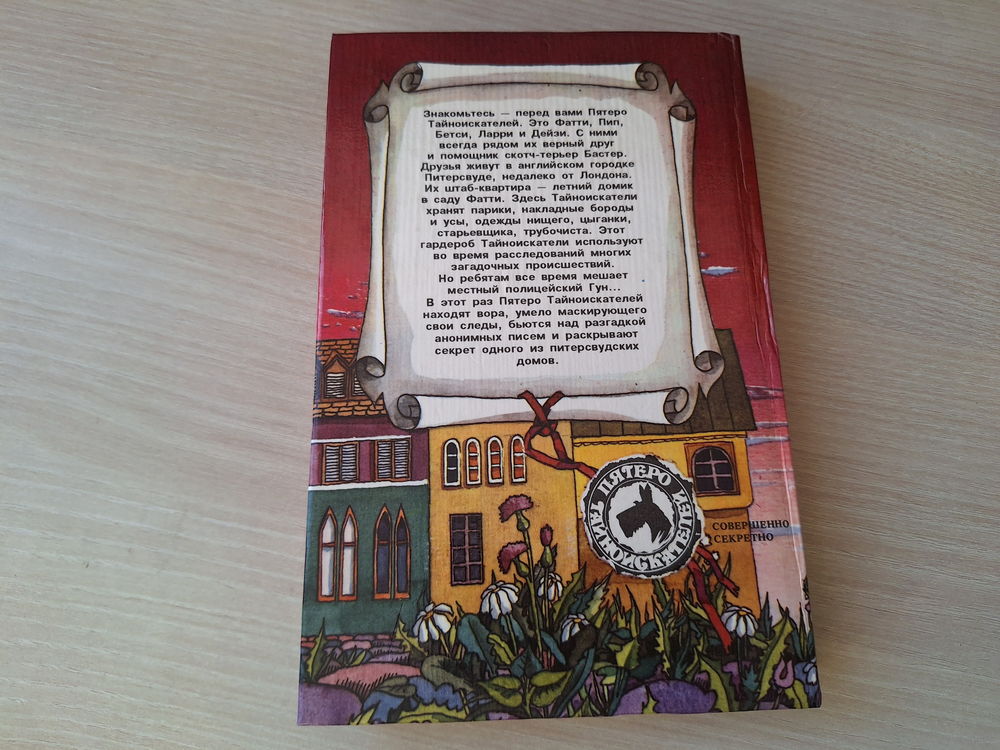 Знакомьтесь — перед вами Пятеро
Тайноискателей. Это Фатти, Пип,
Бетси, Ларри и Дейзи. С ними
всегда рядом их верный друг
и помощник скотч-терьер Бастер.
Друзья живут в английском городке
Питерсвуде, недалеко от Лондона.
Их штаб-квартира — летний домик
в саду Фатти. Здесь Тайноискатели
хранят парики, накладные бороды
и усы, одежды нищего, цыганки,
старьевщика, трубочиста. Этот
гардероб Тайноискатели используют
во время расследований многих
загадочных происшествий.
Но ребятам все время мешает
местный полицейский Гун...
В этот раз Пятеро Тайноискателей
находят вора, умело маскирующего
свои следы, бьются над разгадкой
анонимных писем и раскрывают
секрет одного из питерсвудских
домов.
ПЯТЕРО
ТАЙНОИСКАТЕЛЕЙ
СОВЕРШЕННО
СЕКРЕТНО